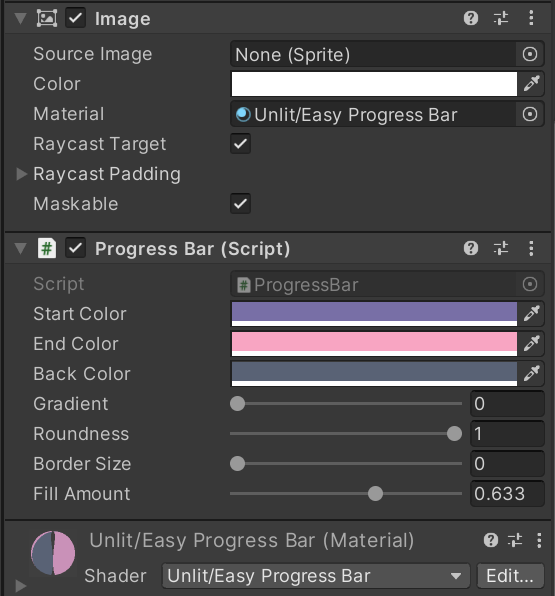 Image
Source Image None (Sprite)
Color
Material Unlit/Easy Progress Bar
Raycast Target
Raycast Padding
Maskable
# Progress Bar (Script)
Script # ProgressBar
Start Color
End Color
Back Color
Gradient 0
Roundness 1
Border Size 0
Fill Amount 0.633
Unlit/Easy Progress Bar (Material)
Shader Unlit/Easy Progress Bar Edit...